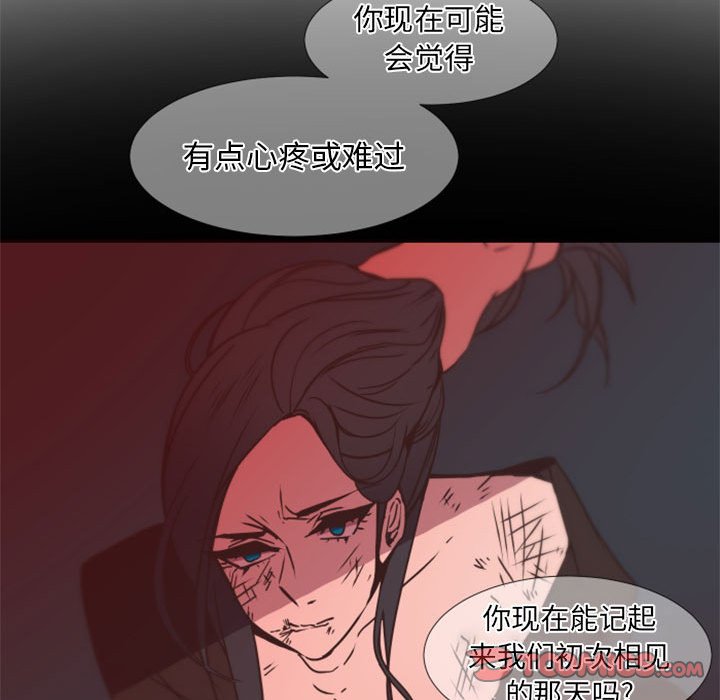 你现在可能
会觉得
有点心疼或难过
你现在能记起
来我们初次相见
的那天吗?